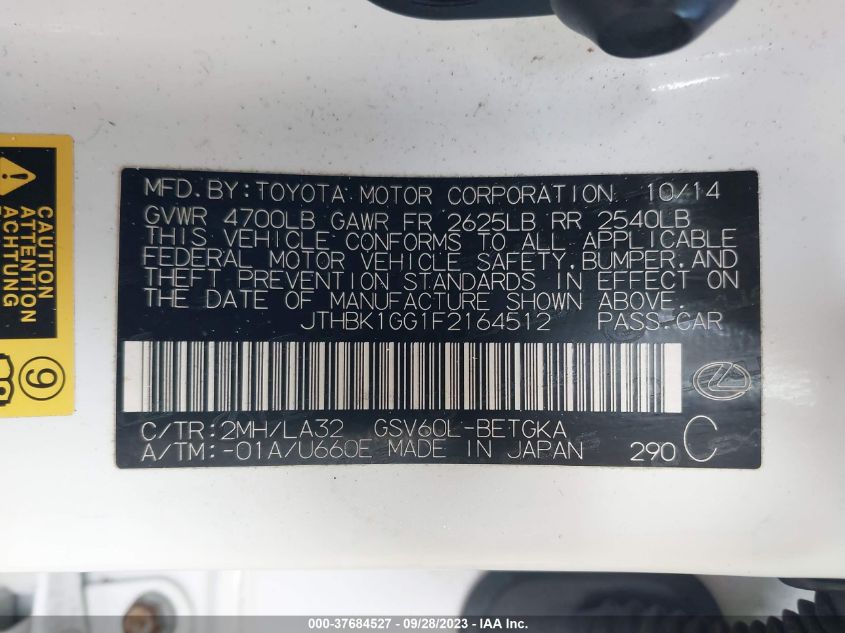 CAUTION
ATTENTION
ACHTUNG
9
MFD.BY:TOYOTA MOTOR CORPORATION 10/14
GVWR 4700LB GAWR FR 2625LB RR 2540LB
THIS VEHICLE CONFORMS TO ALL APPLICABLE
FEDERAL MOTOR VEHICLE SAFETY,BUMPER,AND
THEFT PREVENTION STANDARDS IN EFFECT ON
THE DATE OF MANUFACTURE SHOWN ABOVE.
JTHBK1GG1F2164512 PASS.CAR
C/TR:2MH/LA32 GSV60L-BETGKA
A/TM:-01A/U660E MADE IN JAPAN 290 C
000-37684527 - 09/28/2023 - IAA Inc.